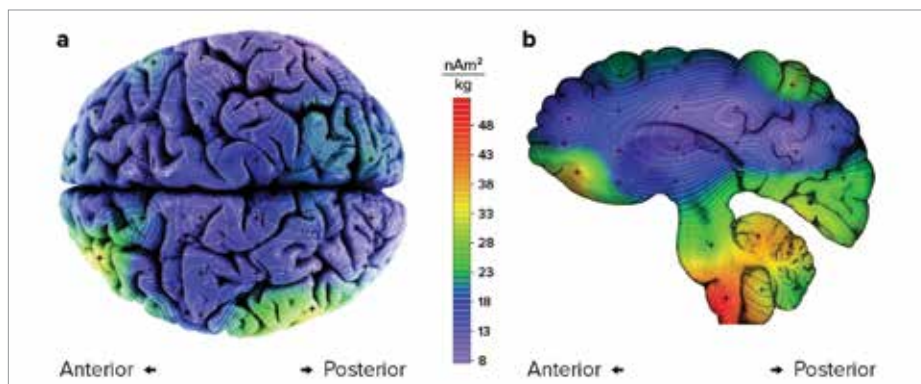 a
b
nAm²
kg
48
43
38
33
28
23
18
13
8
Anterior ← → Posterior
Anterior ← → Posterior